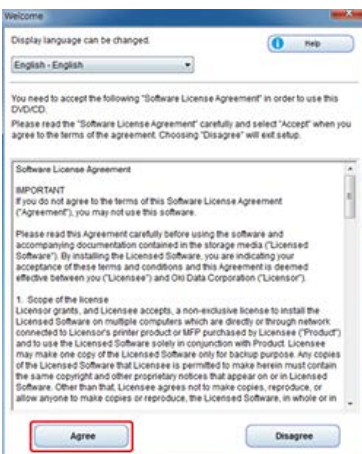 Welcome
Display language can be changed.
Help
English - English
You need to accept the following "Software License Agreement" in order to use this
DVD/CD.
Please read the "Software License Agreement" carefully and select "Accept" when you
agree to the terms of the agreement. Choosing "Disagree" will exit setup.
Software License Agreement
IMPORTANT
If you do not agree to the terms of this Software License Agreement
("Agreement"), you may not use this software.
Please read this Agreement carefully before using the software and
accompanying documentation contained in the storage media ("Licensed
Software"). By installing the Licensed Software, you are indicating your
acceptance of these terms and conditions and this Agreement is deemed
effective between you ("Licensee") and Oki Data Corporation ("Licensor").
1. Scope of the license
Licensor grants, and Licensee accepts, a non-exclusive license to install the
Licensed Software on multiple computers which are directly or through network
connected to Licensor's printer product or MFP purchased by Licensee ("Product")
and to use the Licensed Software solely in conjunction with Product. Licensee
may make one copy of the Licensed Software only for backup purpose. Any copies
of the Licensed Software that Licensee is permitted to make herein must contain
the same copyright and other proprietary notices that appear on or in Licensed
Software. Other than that, Licensee agrees not to make copies, reproduce, or
allow anyone to make copies or reproduce, the Licensed Software, in whole or in
Agree
Disagree